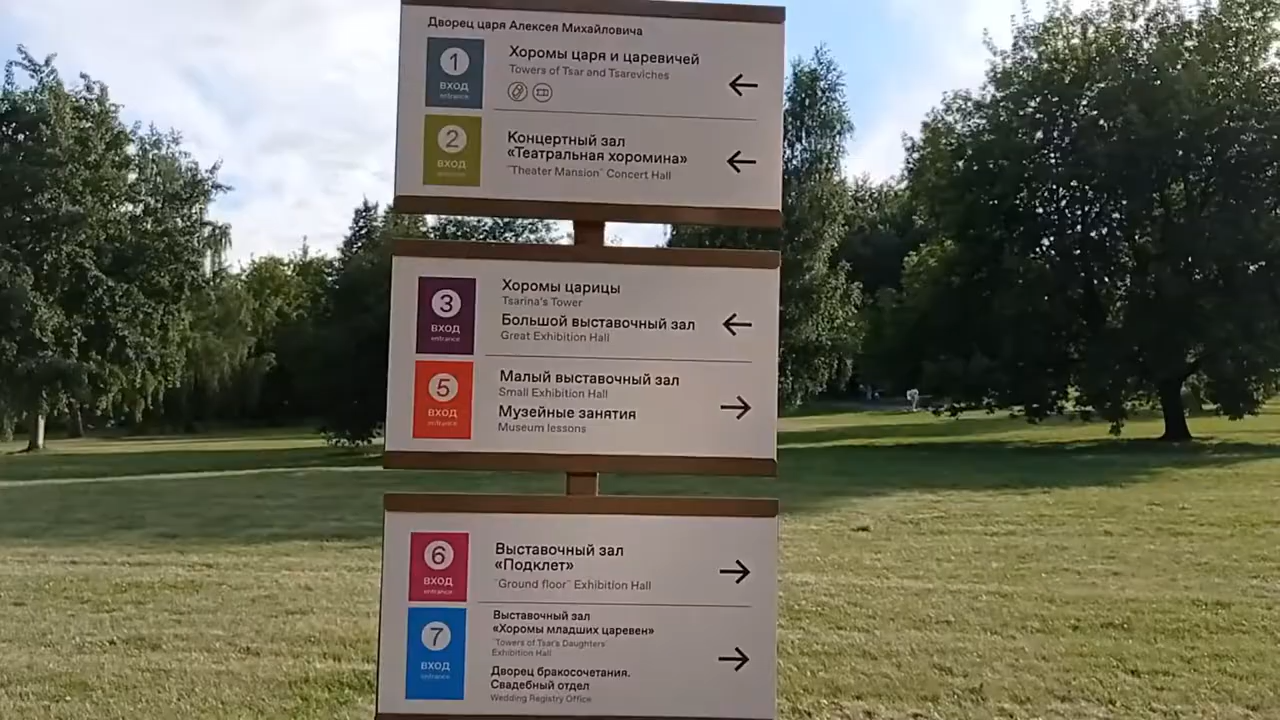 Дворец царя Алексея Михайловича
1
вход
entrance
Хоромы царя и царевичей
Towers of Tsar and Tsareviches
←
2
вход
Концертный зал
«Театральная хоромина»
"Theater Mansion" Concert Hall
←
3
вход
entrance
Хоромы царицы
Tsarina's Tower
Большой выставочный зал
Great Exhibition Hall
←
5
вход
entrance
Малый выставочный зал
Small Exhibition Hall
Музейные занятия
Museum lessons
→
6
вход
entrance
Выставочный зал
«Подклет»
"Ground floor" Exhibition Hall
→
7
вход
entrance
Выставочный зал
«Хоромы младших царевен»
"Towers of Tsar's Daughters"
Exhibition Hall
Дворец бракосочетания.
Свадебный отдел
Wedding Registry Office
→